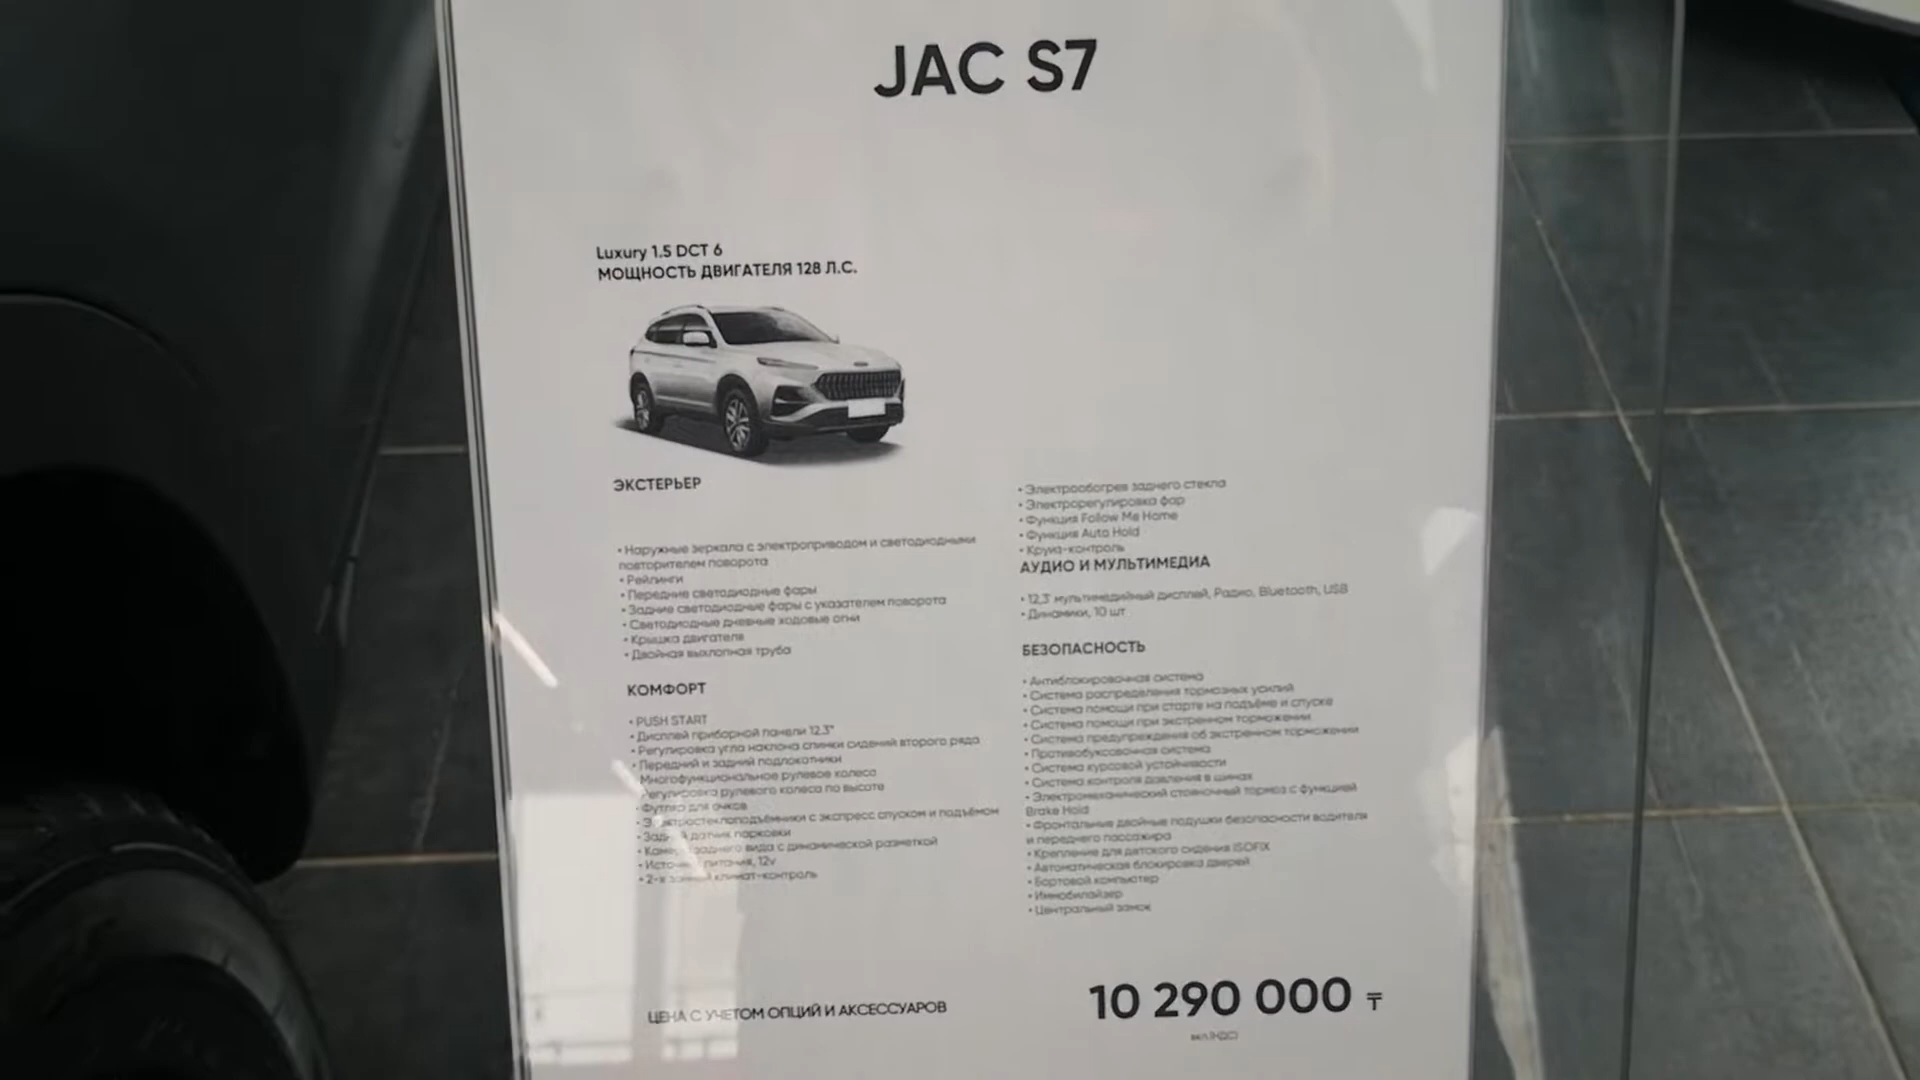 JAC S7
Luxury 1.5 DCT 6
МОЩНОСТЬ ДВИГАТЕЛЯ 128 Л.С.
ЭКСТЕРЬЕР
• Наружные зеркала с электроприводом и светодиодными
повторителем поворота
• Рейлинги
• Передние светодиодные фары
• Задние светодиодные фары с указателем поворота
• Светодиодные дневные ходовые огни
• Крышка двигателя
• Двойная выхлопная труба
КОМФОРТ
• PUSH START
• Дисплей приборной панели 12.3"
• Регулировка угла наклона спинки сидений второго ряда
• Передний и задний подлокотники
Многофункциональное рулевое колесо
Регулировка рулевого колеса по высоте
• Футляр для очков
• Электростеклоподъёмники с экспресс спуском и подъёмом
• Задний датчик парковки
• Камера заднего вида с динамической разметкой
• Источник питания, 12v
• 2-х зонный климат-контроль
• Электрообогрев заднего стекла
• Электрорегулировка фар
• Функция Follow Me Home
• Функция Auto Hold
• Круиз-контроль
АУДИО И МУЛЬТИМЕДИА
• 12,3' мультимедийный дисплей, Радио, Bluetooth, USB
• Динамики, 10 шт
БЕЗОПАСНОСТЬ
• Антиблокировочная система
• Система распределения тормозных усилий
• Система помощи при старте на подъёме и спуске
• Система помощи при экстренном торможении
• Система предупреждения об экстренном торможении
• Противобуксовочная система
• Система курсовой устойчивости
• Система контроля давления в шинах
• Электромеханический стояночный тормоз с функцией
Brake Hold
• Фронтальные двойные подушки безопасности водителя
и переднего пассажира
• Крепление для детского сидения ISOFIX
• Автоматическая блокировка дверей
• Бортовой компьютер
• Иммобилайзер
• Центральный замок
ЦЕНА С УЧЕТОМ ОПЦИЙ И АКСЕССУАРОВ
10 290 000 ₸
вкл.(НДС)